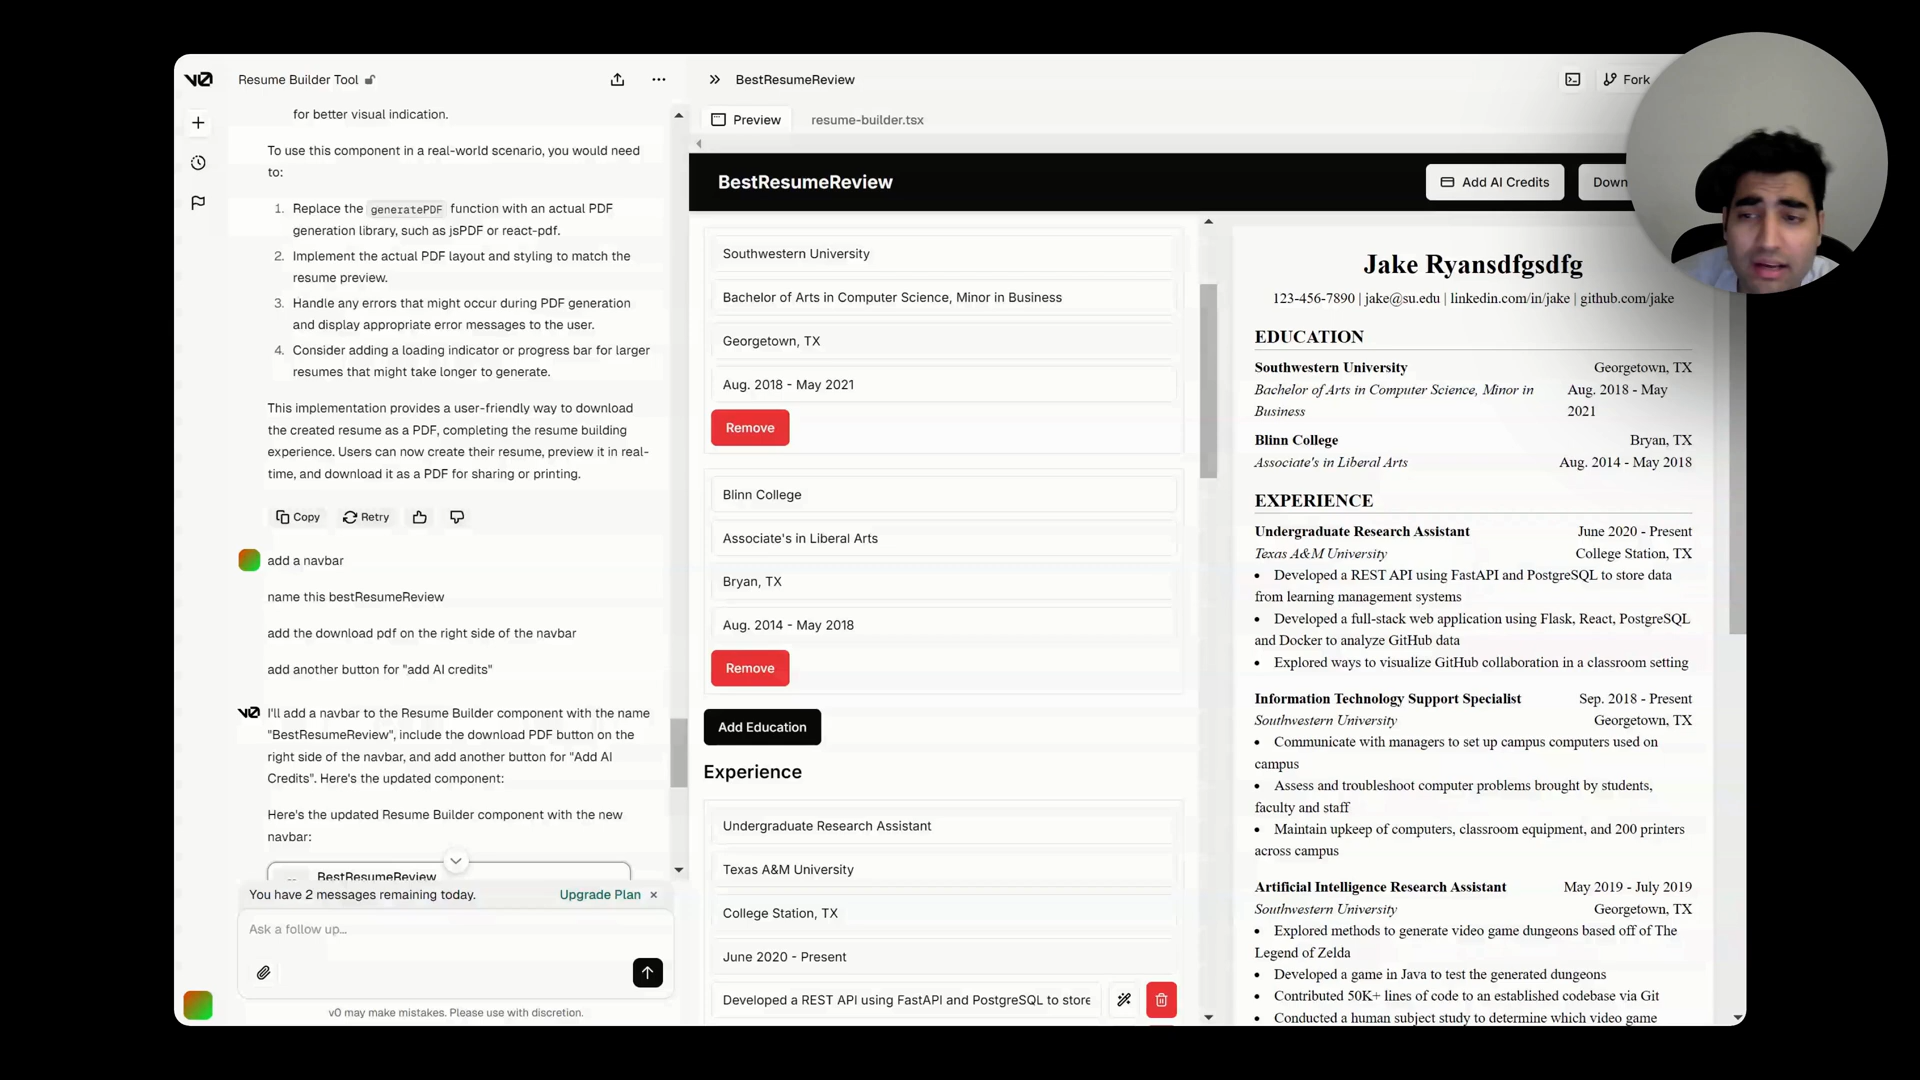 v0
Resume Builder Tool
for better visual indication.
To use this component in a real-world scenario, you would need
to:
1. Replace the generatePDF function with an actual PDF
generation library, such as jsPDF or react-pdf.
2. Implement the actual PDF layout and styling to match the
resume preview.
3. Handle any errors that might occur during PDF generation
and display appropriate error messages to the user.
4. Consider adding a loading indicator or progress bar for larger
resumes that might take longer to generate.
This implementation provides a user-friendly way to download
the created resume as a PDF, completing the resume building
experience. Users can now create their resume, preview it in real-
time, and download it as a PDF for sharing or printing.
Copy
Retry
add a navbar
name this bestResumeReview
add the download pdf on the right side of the navbar
add another button for "add AI credits"
v0
I'll add a navbar to the Resume Builder component with the name
"BestResumeReview", include the download PDF button on the
right side of the navbar, and add another button for "Add AI
Credits". Here's the updated component:
Here's the updated Resume Builder component with the new
navbar:
BestResumeReview
You have 2 messages remaining today.
Upgrade Plan
Ask a follow up...
v0 may make mistakes. Please use with discretion.
BestResumeReview
Fork
Preview
resume-builder.tsx
BestResumeReview
Add AI Credits
Down
Southwestern University
Bachelor of Arts in Computer Science, Minor in Business
Georgetown, TX
Aug. 2018 - May 2021
Remove
Blinn College
Associate's in Liberal Arts
Bryan, TX
Aug. 2014 - May 2018
Remove
Add Education
Experience
Undergraduate Research Assistant
Texas A&M University
College Station, TX
June 2020 - Present
Developed a REST API using FastAPI and PostgreSQL to store
Jake Ryansdfgsdfg
123-456-7890 | jake@su.edu | linkedin.com/in/jake | github.com/jake
EDUCATION
Southwestern University Georgetown, TX
Bachelor of Arts in Computer Science, Minor in Aug. 2018 - May
Business 2021
Blinn College Bryan, TX
Associate's in Liberal Arts Aug. 2014 - May 2018
EXPERIENCE
Undergraduate Research Assistant June 2020 - Present
Texas A&M University College Station, TX
• Developed a REST API using FastAPI and PostgreSQL to store data
from learning management systems
• Developed a full-stack web application using Flask, React, PostgreSQL
and Docker to analyze GitHub data
• Explored ways to visualize GitHub collaboration in a classroom setting
Information Technology Support Specialist Sep. 2018 - Present
Southwestern University Georgetown, TX
• Communicate with managers to set up campus computers used on
campus
• Assess and troubleshoot computer problems brought by students,
faculty and staff
• Maintain upkeep of computers, classroom equipment, and 200 printers
across campus
Artificial Intelligence Research Assistant May 2019 - July 2019
Southwestern University Georgetown, TX
• Explored methods to generate video game dungeons based off of The
Legend of Zelda
• Developed a game in Java to test the generated dungeons
• Contributed 50K+ lines of code to an established codebase via Git
• Conducted a human subject study to determine which video game